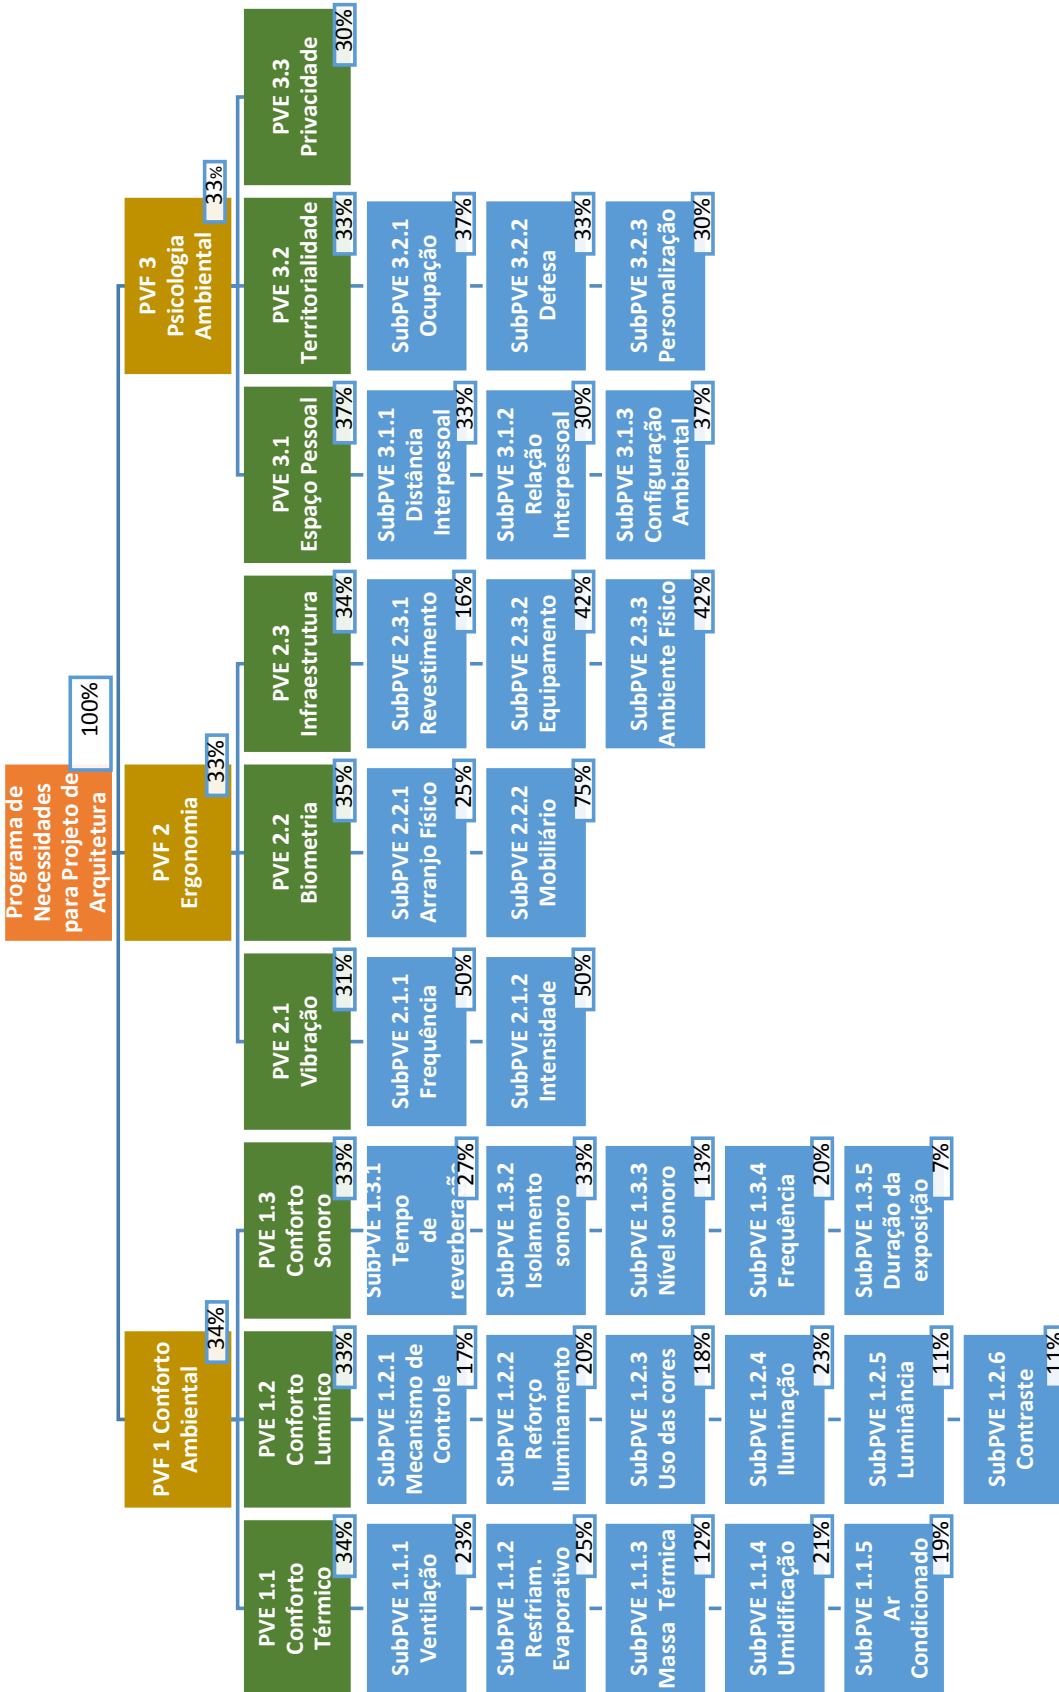 Programa de
Necessidades
para Projeto de
Arquitetura
100%
PVF 1 Conforto
Ambiental
34%
PVF 2
Ergonomia
33%
PVF 3
Psicologia
Ambiental
33%
PVE 1.1
Conforto
Térmico
34%
PVE 1.2
Conforto
Lumínico
33%
PVE 1.3
Conforto
Sonoro
33%
PVE 2.1
Vibração
31%
PVE 2.2
Biometria
35%
PVE 2.3
Infraestrutura
34%
PVE 3.1
Espaço Pessoal
37%
PVE 3.2
Territorialidade
33%
PVE 3.3
Privacidade
30%
SubPVE 1.1.1
Ventilação
23%
SubPVE 1.1.2
Resfriam.
Evaporativo
25%
SubPVE 1.1.3
Massa Térmica
12%
SubPVE 1.1.4
Umidificação
21%
SubPVE 1.1.5
Ar
Condicionado
19%
SubPVE 1.2.1
Mecanismo de
Controle
17%
SubPVE 1.2.2
Reforço
Iluminamento
20%
SubPVE 1.2.3
Uso das cores
18%
SubPVE 1.2.4
Iluminação
23%
SubPVE 1.2.5
Luminância
11%
SubPVE 1.2.6
Contraste
11%
SubPVE 1.3.1
Tempo
de
reverberação
27%
SubPVE 1.3.2
Isolamento
sonoro
33%
SubPVE 1.3.3
Nível sonoro
13%
SubPVE 1.3.4
Frequência
20%
SubPVE 1.3.5
Duração da
exposição
7%
SubPVE 2.1.1
Frequência
50%
SubPVE 2.1.2
Intensidade
50%
SubPVE 2.2.1
Arranjo Físico
25%
SubPVE 2.2.2
Mobiliário
75%
SubPVE 2.3.1
Revestimento
16%
SubPVE 2.3.2
Equipamento
42%
SubPVE 2.3.3
Ambiente Físico
42%
SubPVE 3.1.1
Distância
Interpessoal
33%
SubPVE 3.1.2
Relação
Interpessoal
30%
SubPVE 3.1.3
Configuração
Ambiental
37%
SubPVE 3.2.1
Ocupação
37%
SubPVE 3.2.2
Defesa
33%
SubPVE 3.2.3
Personalização
30%